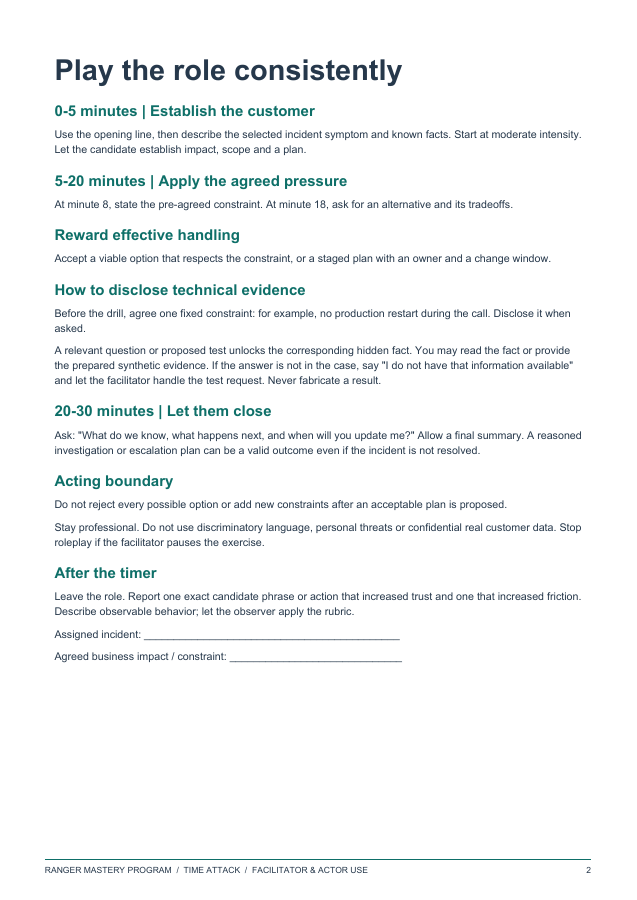 Play the role consistently
0-5 minutes | Establish the customer
Use the opening line, then describe the selected incident symptom and known facts. Start at moderate intensity.
Let the candidate establish impact, scope and a plan.
5-20 minutes | Apply the agreed pressure
At minute 8, state the pre-agreed constraint. At minute 18, ask for an alternative and its tradeoffs.
Reward effective handling
Accept a viable option that respects the constraint, or a staged plan with an owner and a change window.
How to disclose technical evidence
Before the drill, agree one fixed constraint: for example, no production restart during the call. Disclose it when
asked.
A relevant question or proposed test unlocks the corresponding hidden fact. You may read the fact or provide
the prepared synthetic evidence. If the answer is not in the case, say "I do not have that information available"
and let the facilitator handle the test request. Never fabricate a result.
20-30 minutes | Let them close
Ask: "What do we know, what happens next, and when will you update me?" Allow a final summary. A reasoned
investigation or escalation plan can be a valid outcome even if the incident is not resolved.
Acting boundary
Do not reject every possible option or add new constraints after an acceptable plan is proposed.
Stay professional. Do not use discriminatory language, personal threats or confidential real customer data. Stop
roleplay if the facilitator pauses the exercise.
After the timer
Leave the role. Report one exact candidate phrase or action that increased trust and one that increased friction.
Describe observable behavior; let the observer apply the rubric.
Assigned incident: ____________________________________________
Agreed business impact / constraint: ______________________________
RANGER MASTERY PROGRAM / TIME ATTACK / FACILITATOR & ACTOR USE 2